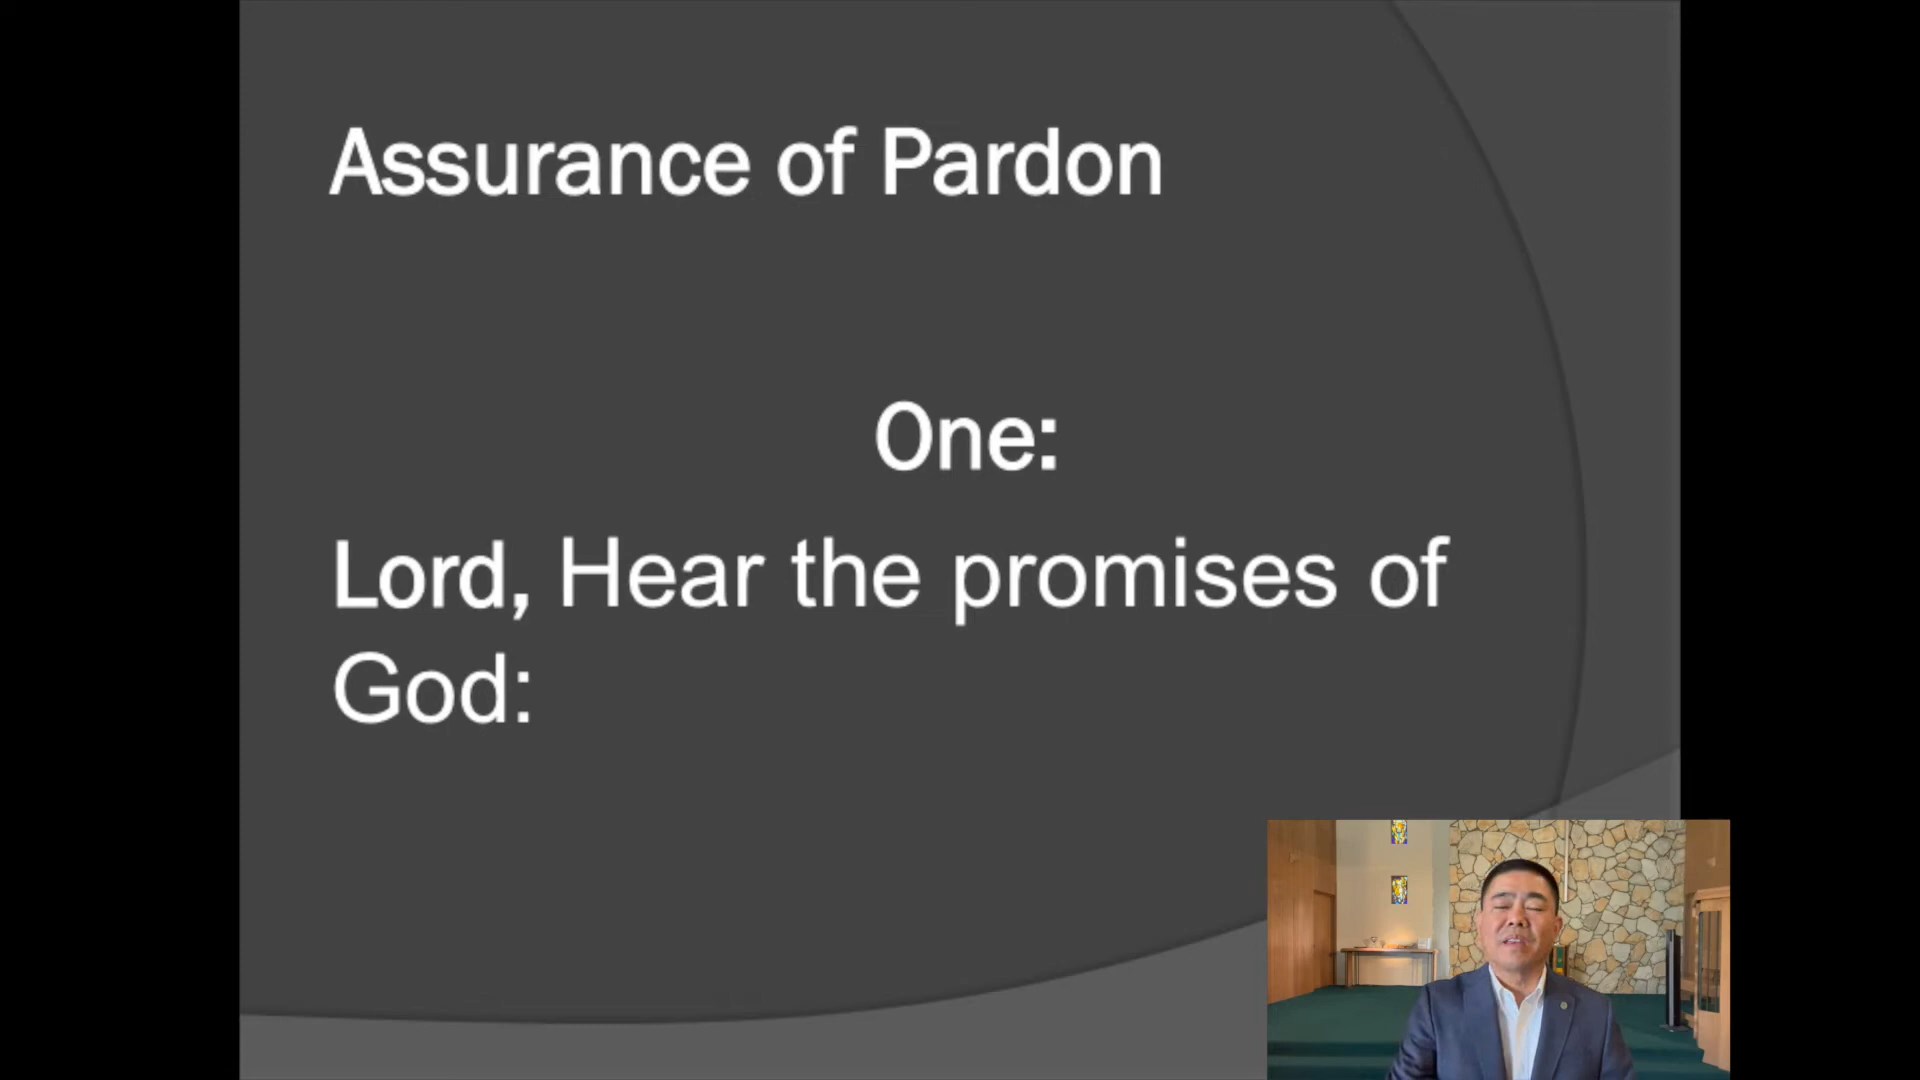 Assurance of Pardon
One:
Lord, Hear the promises of
God: